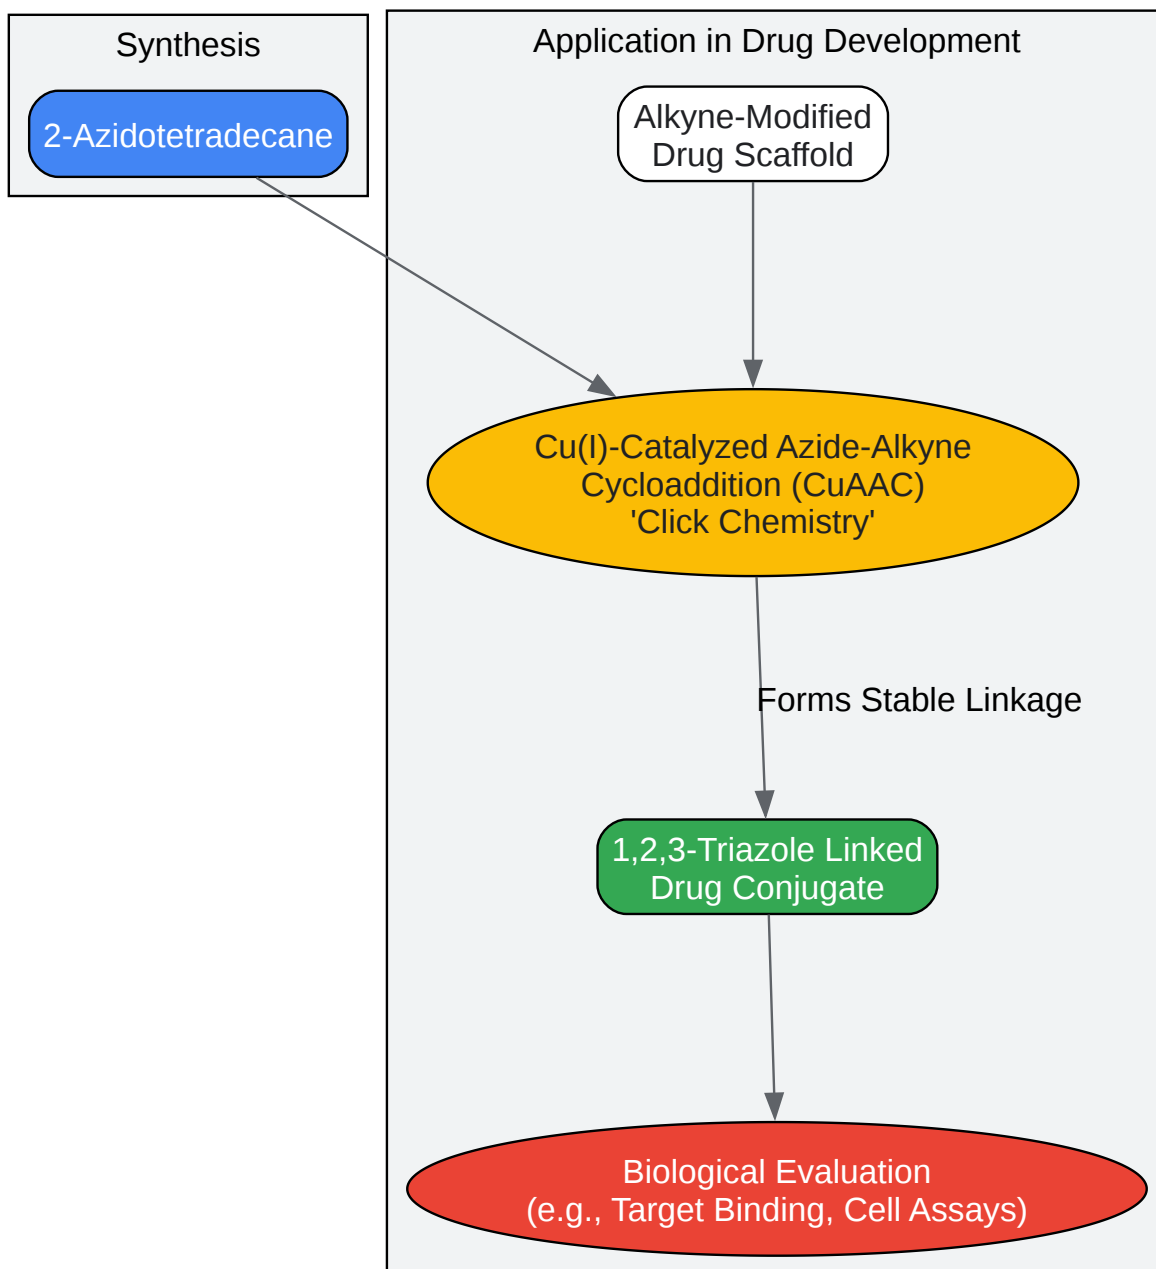 Synthesis
2-Azidotetradecane
Application in Drug Development
Alkyne-Modified
Drug Scaffold
Cu(I)-Catalyzed Azide-Alkyne
Cycloaddition (CuAAC)
'Click Chemistry'
Forms Stable Linkage
1,2,3-Triazole Linked
Drug Conjugate
Biological Evaluation
(e.g., Target Binding, Cell Assays)